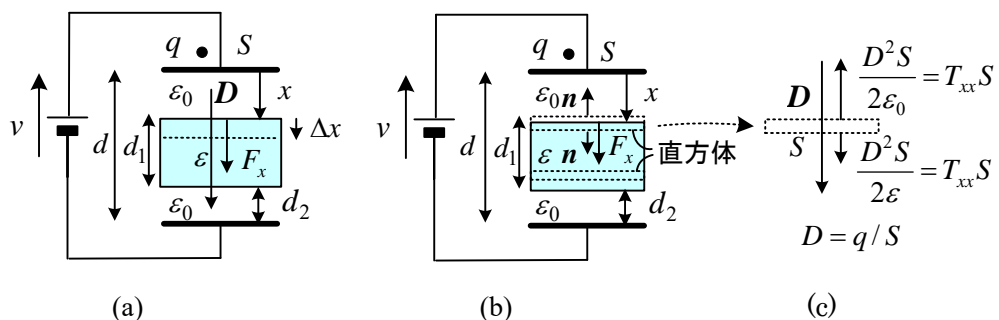 q S
ε₀ D x
v d d₁ ε Fₓ Δx
ε₀ d₂
(a)
q S
ε₀ n x
v d d₁ ε n Fₓ 直方体
ε₀ d₂
(b)
D²S/2ε₀ = TₓₓS
D
S
D²S/2ε = TₓₓS
D = q / S
(c)